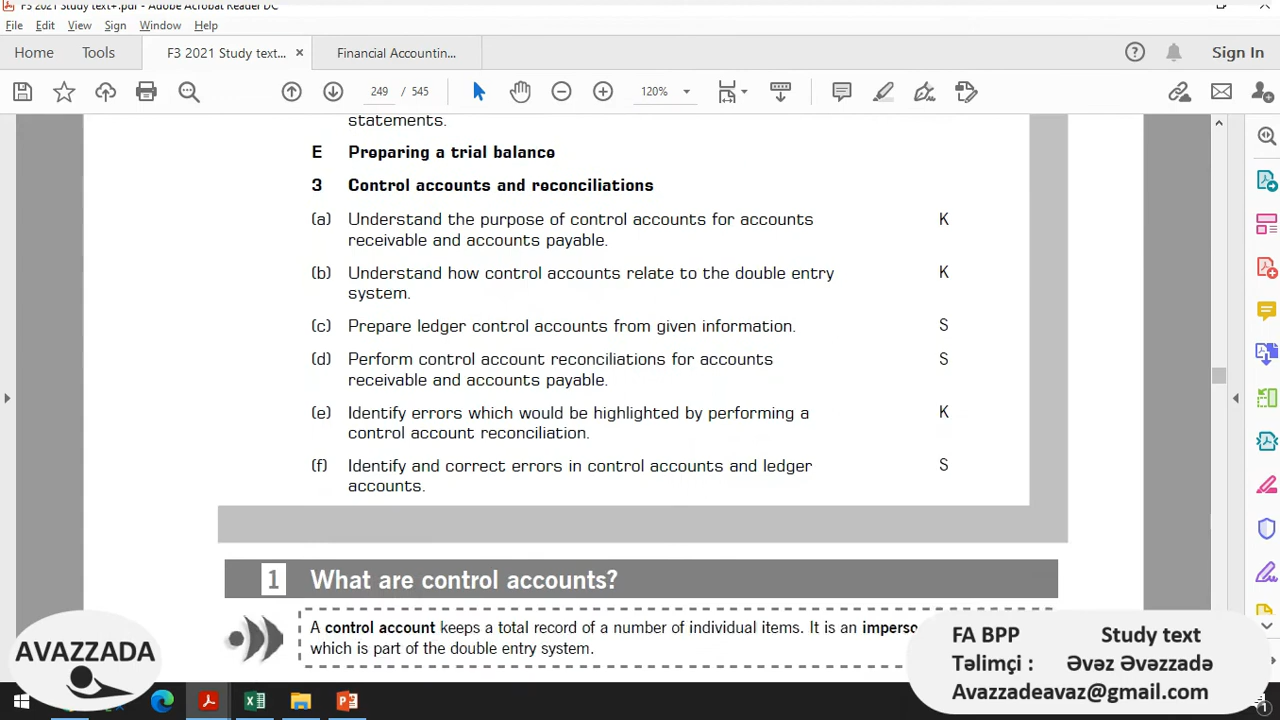 F3 2021 Study text+.pdf - Adobe Acrobat Reader DC
File Edit View Sign Window Help
Home Tools F3 2021 Study text... × Financial Accountin... Sign In
249 / 545 120%
statements.
E Preparing a trial balance
3 Control accounts and reconciliations
(a) Understand the purpose of control accounts for accounts K
receivable and accounts payable.
(b) Understand how control accounts relate to the double entry K
system.
(c) Prepare ledger control accounts from given information. S
(d) Perform control account reconciliations for accounts S
receivable and accounts payable.
(e) Identify errors which would be highlighted by performing a K
control account reconciliation.
(f) Identify and correct errors in control accounts and ledger S
accounts.
1 What are control accounts?
A control account keeps a total record of a number of individual items. It is an
which is part of the double entry system.
AVAZZADA
FA BPP Study text
Təlimçi : Əvəz Əvəzzadə
Avazzadeavaz@gmail.com